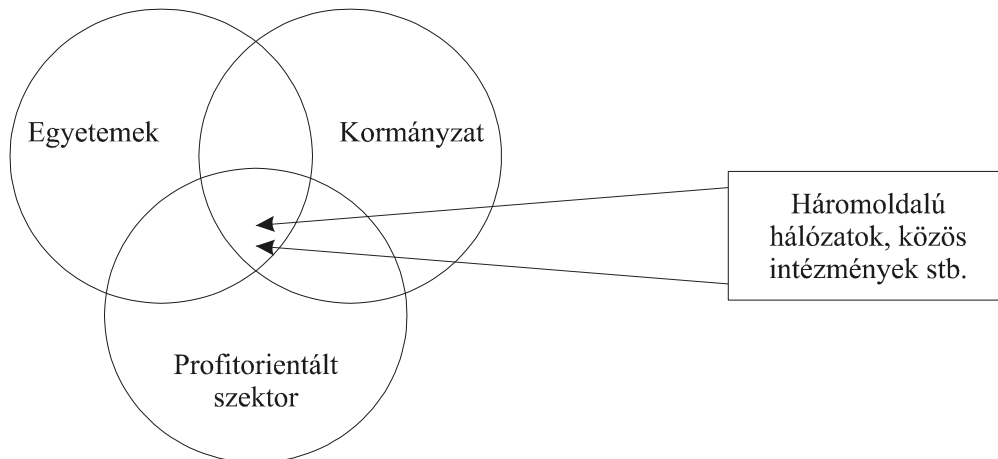 Egyetemek
Kormányzat
Háromoldalú
hálózatok, közös
intézmények stb.
Profitorientált
szektor